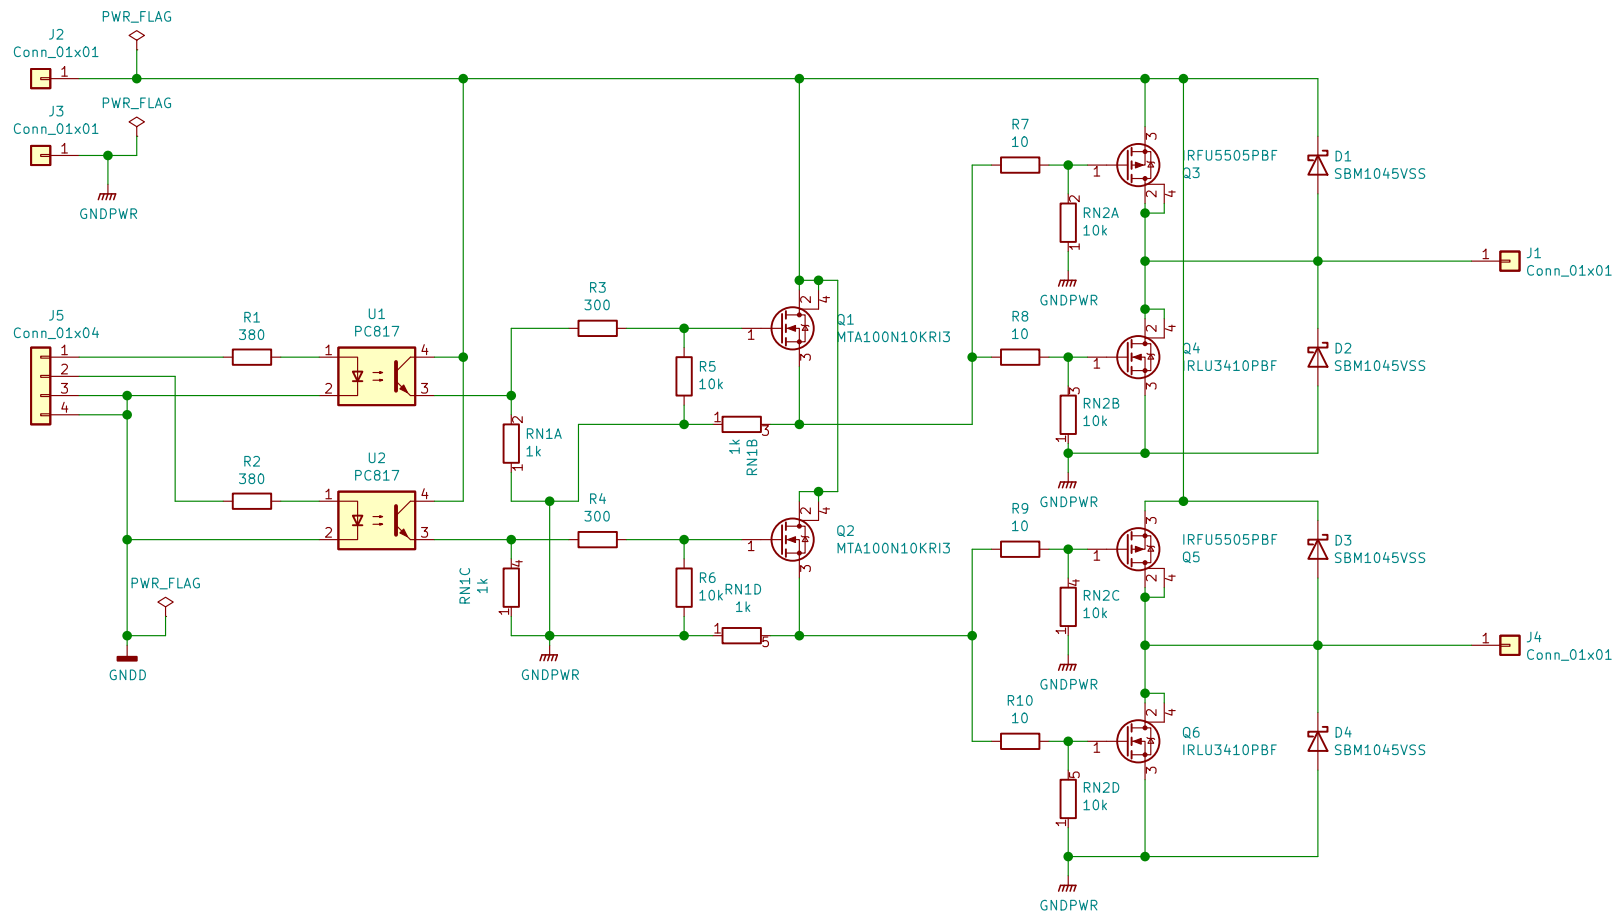 PWR_FLAG
J2
Conn_01x01
1
PWR_FLAG
J3
Conn_01x01
1
GNDPWR
J5
Conn_01x04
1
2
3
4
R1
380
U1
PC817
1
2
4
3
R2
380
U2
PC817
1
2
4
3
PWR_FLAG
GNDD
2
RN1A
1k
1
RN1C
1k
4
1
GNDPWR
R3
300
R4
300
R5
10k
1
3
1k
RN1B
R6
10k
RN1D
1k
1
5
2
4
1
3
Q1
MTA100N10KRI3
2
4
1
3
Q2
MTA100N10KRI3
R7
10
2
RN2A
10k
1
GNDPWR
3
1
2
4
IRFU5505PBF
Q3
D1
SBM1045VSS
J1
Conn_01x01
1
R8
10
3
RN2B
10k
1
GNDPWR
2
4
1
3
Q4
IRLU3410PBF
D2
SBM1045VSS
R9
10
4
RN2C
10k
1
GNDPWR
3
1
2
4
IRFU5505PBF
Q5
D3
SBM1045VSS
J4
Conn_01x01
1
R10
10
5
RN2D
10k
1
GNDPWR
2
4
1
3
Q6
IRLU3410PBF
D4
SBM1045VSS